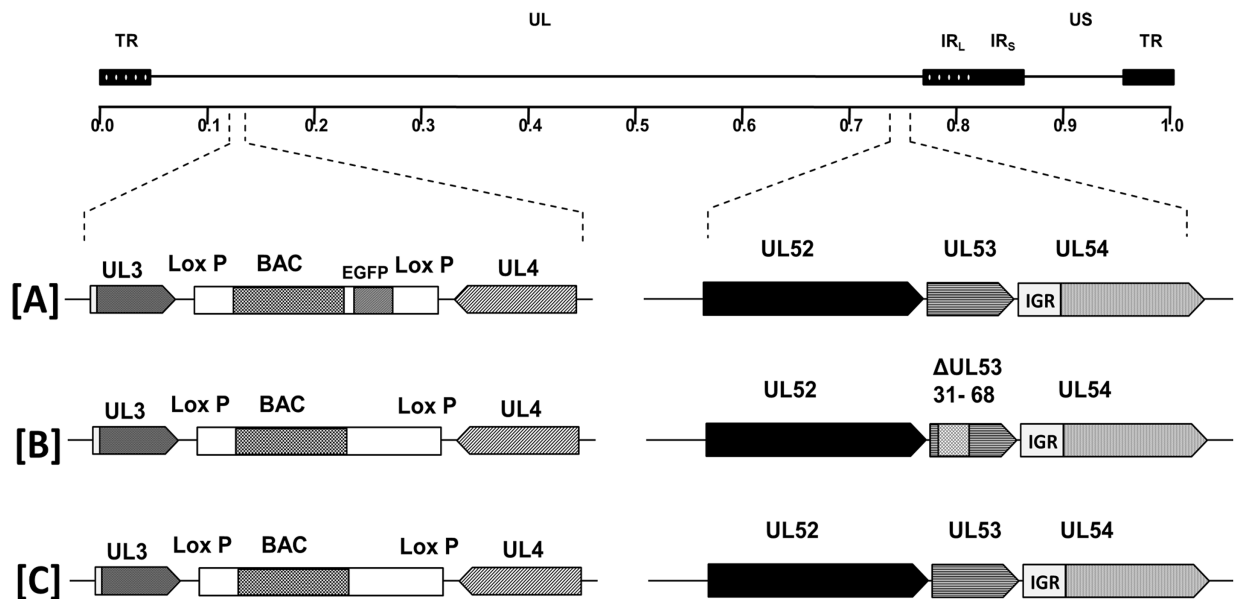 UL
US
TR
IRL
IRS
TR
0.0 0.1 0.2 0.3 0.4 0.5 0.6 0.7 0.8 0.9 1.0
UL52 UL53 UL54
Lox P BAC EGFP Lox P UL4
UL3
[A]
IGR
ΔUL53
UL52 31- 68 UL54
Lox P BAC Lox P
UL3 UL4
[B]
IGR
UL52 UL53 UL54
Lox P BAC Lox P
UL3 UL4
[C]
IGR